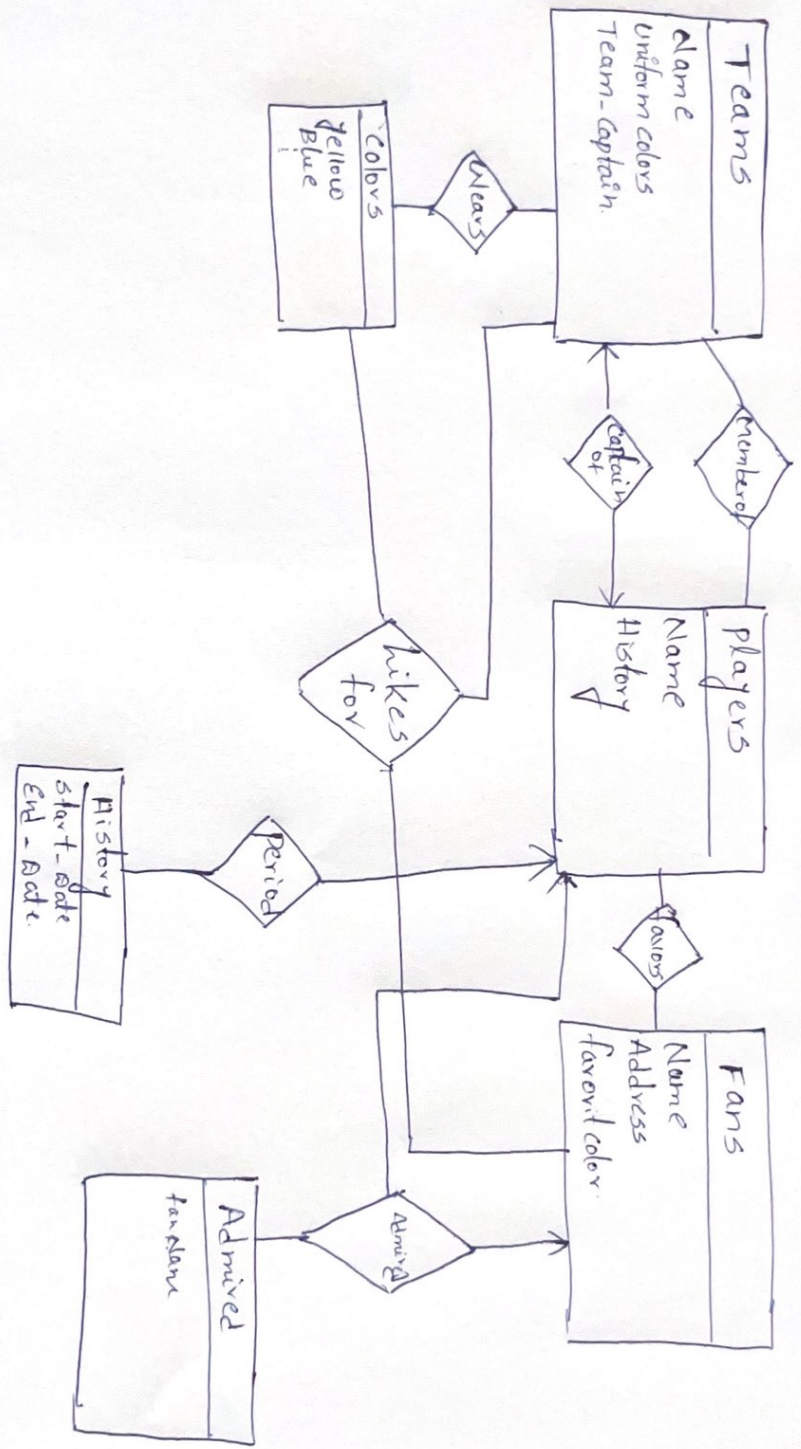 Teams
Name
Uniform colors
Team-Captain.
Member of
Captain
of
Players
Name
History
favors
Fans
Name
Address
favorit color.
Wears
Colors
Yellow
Blue
Likes
for
Period
History
Start-Date
End-Date.
Admired
Admired